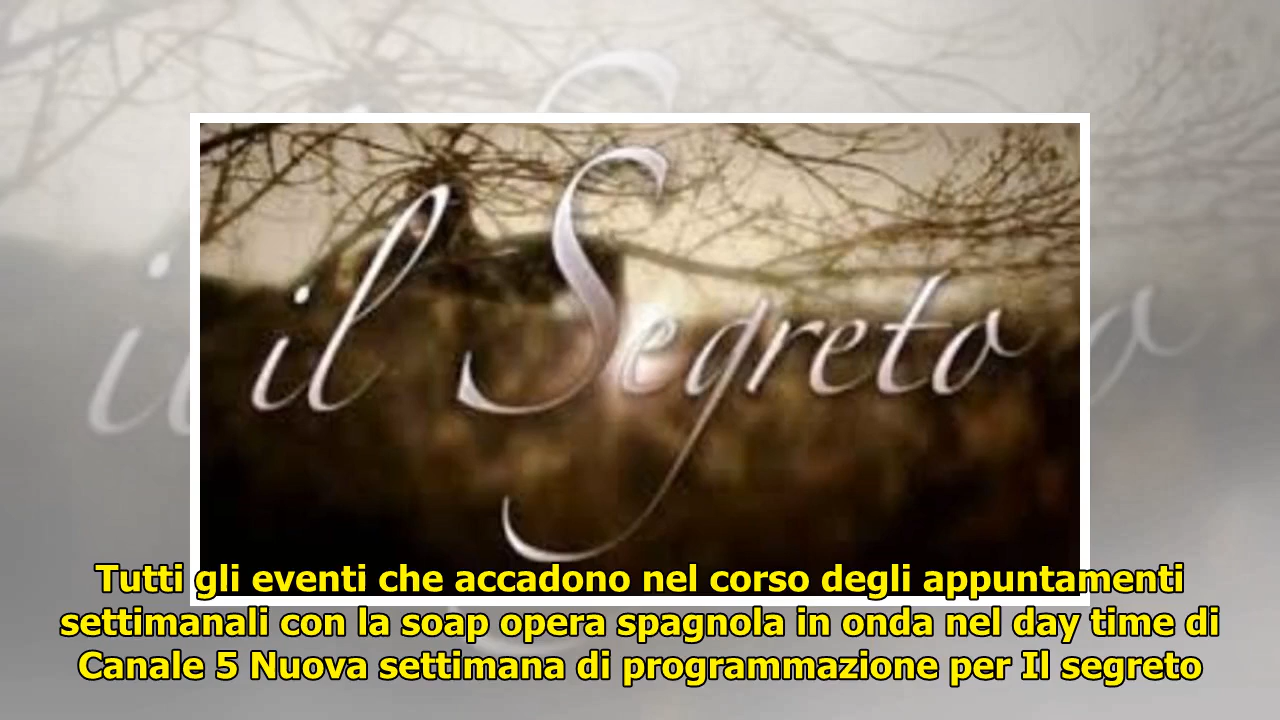 il Segreto
Tutti gli eventi che accadono nel corso degli appuntamenti
settimanali con la soap opera spagnola in onda nel day time di
Canale 5 Nuova settimana di programmazione per Il segreto